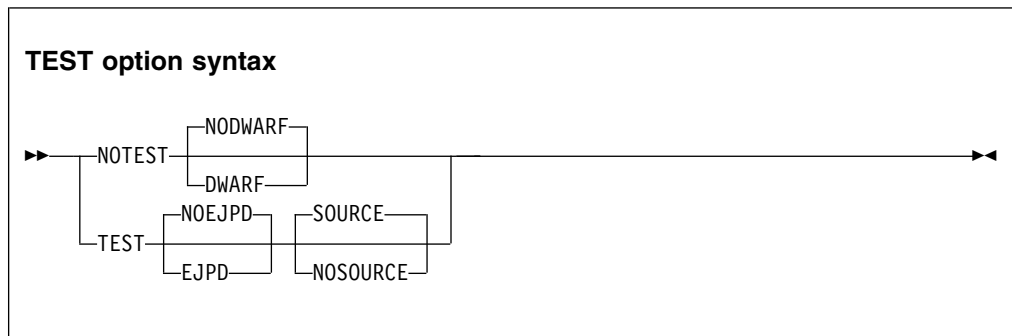 TEST option syntax
NODWARF
NOTEST
DWARF
NOEJPD SOURCE
TEST
EJPD NOSOURCE